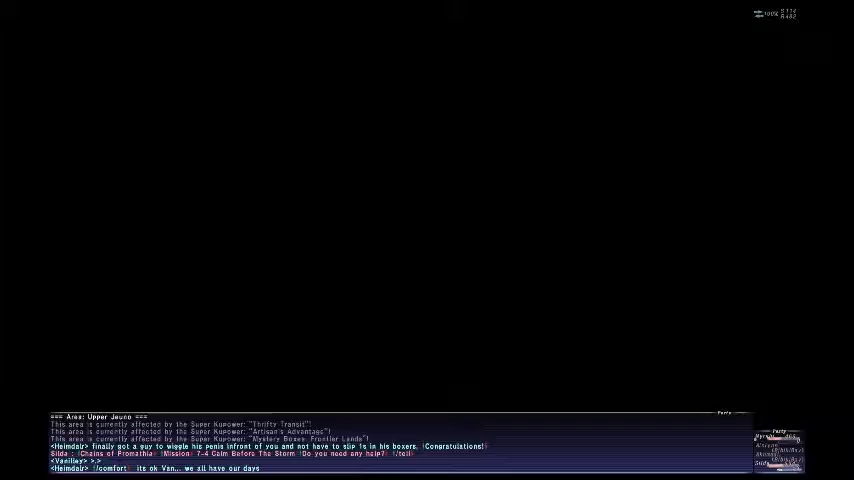 100%
=== Area: Upper Jeuno ===
This area is currently affected by the Super Kupower: "Thrifty Transit"!
This area is currently affected by the Super Kupower: "Artisan's Advantage"!
This area is currently affected by the Super Kupower: "Mystery Boxes: Frontier Lands"!
<Heimdalr> finally got a guy to wiggle his penis infront of you and not have to slip 1s in his boxers. Congratulations!
Silda : Chains of Promathia Mission 7-4 Calm Before The Storm Do you need any help? /tell
<Vanillay> >.>
<Heimdalr> /comfort its ok Van... we all have our days
Party
Party
Silda